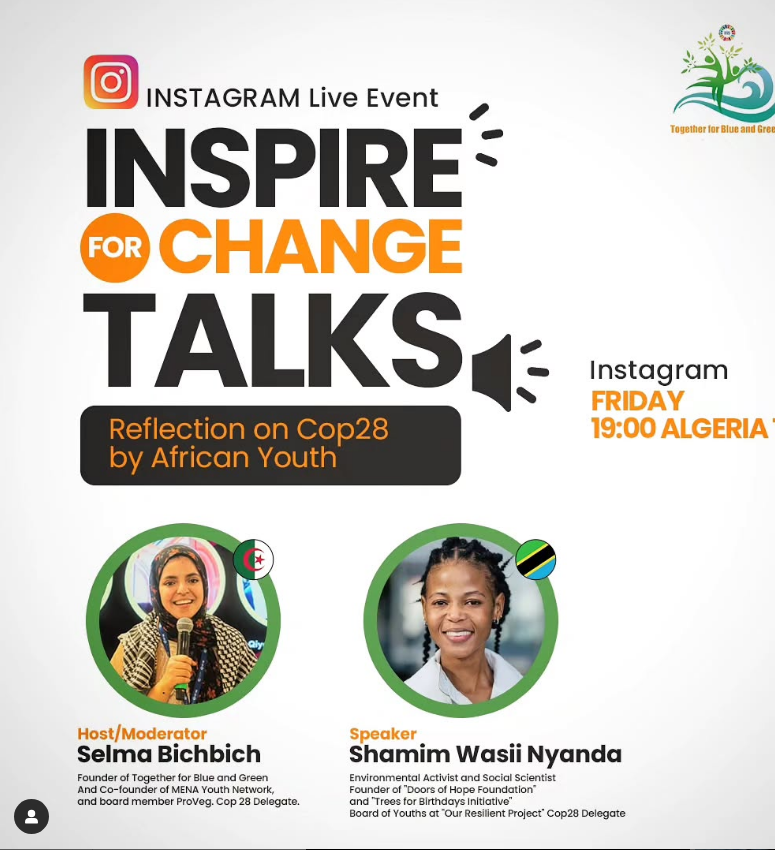 INSTAGRAM Live Event
INSPIRE
FOR CHANGE
TALKS
Reflection on Cop28
by African Youth
Together for Blue and Gree
Instagram
FRIDAY
19:00 ALGERIA
Host/Moderator
Selma Bichbich
Founder of Together for Blue and Green
And Co-founder of MENA Youth Network,
and board member ProVeg. Cop 28 Delegate.
Speaker
Shamim Wasii Nyanda
Environmental Activist and Social Scientist
Founder of "Doors of Hope Foundation"
and "Trees for Birthdays Initiative"
Board of Youths at "Our Resilient Project" Cop28 Delegate